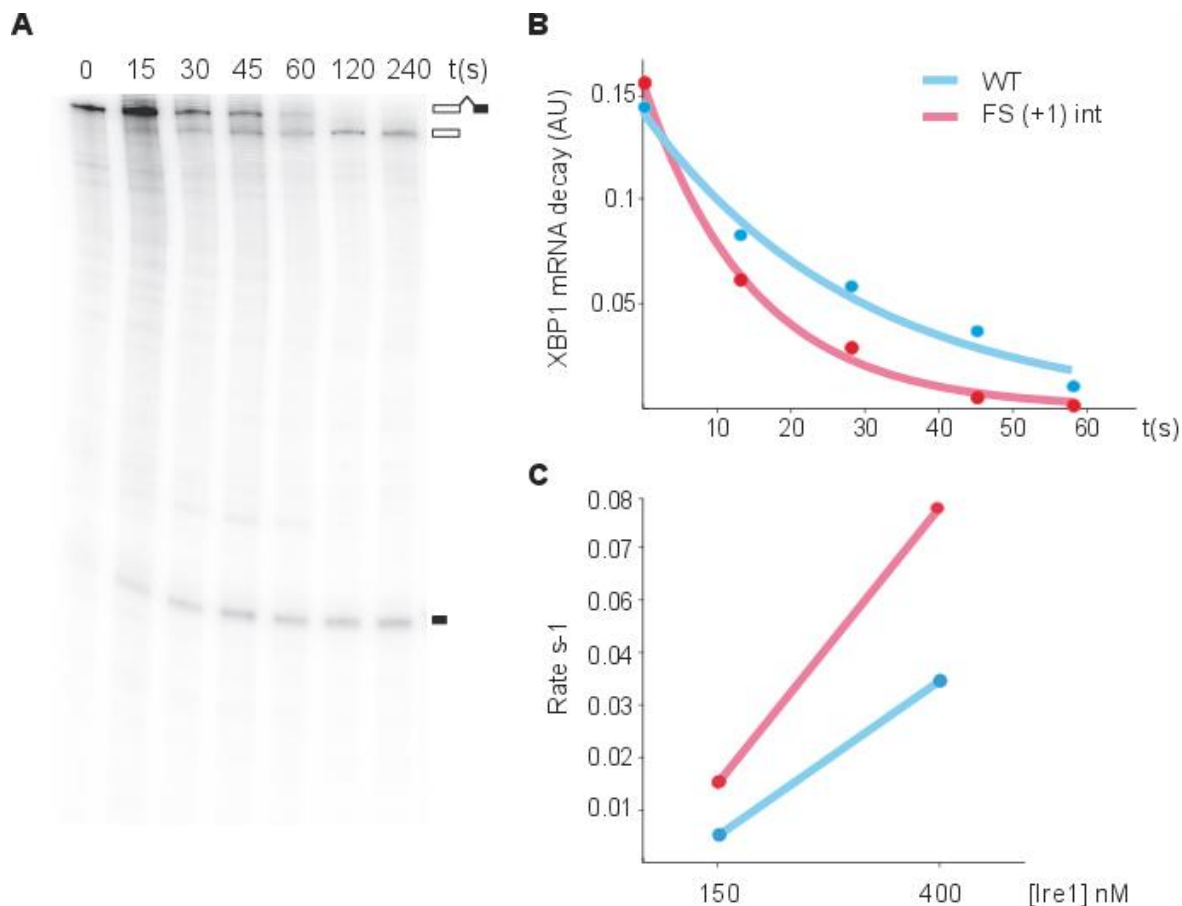 A
0 15 30 45 60 120 240 t(s)
B
WT
FS (+1) int
XBP1 mRNA decay (AU)
0.15
0.1
0.05
10 20 30 40 50 60 t(s)
C
Rate s-1
0.08
0.07
0.06
0.04
0.03
0.02
0.01
150 400 [Ire1] nM